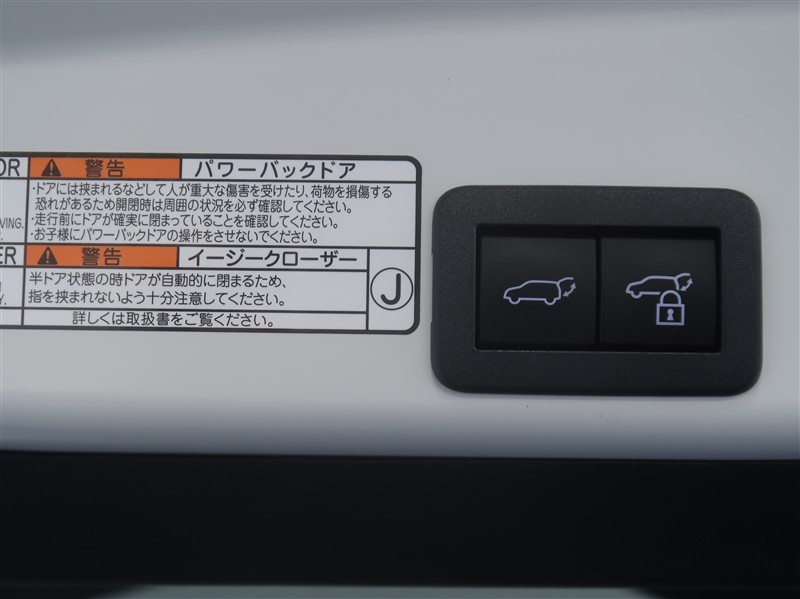 OR
警告
パワーバックドア
・ドアには挟まれるなどして人が重大な傷害を受けたり、荷物を損傷する
恐れがあるため開閉時は周囲の状況を必ず確認してください。
・走行前にドアが確実に閉まっていることを確認してください。
・お子様にパワーバックドアの操作をさせないでください。
VING.
ER
警告
イージークローザー
半ドア状態の時ドアが自動的に閉まるため、
指を挟まれないよう十分注意してください。
Y.
J
詳しくは取扱書をご覧ください。